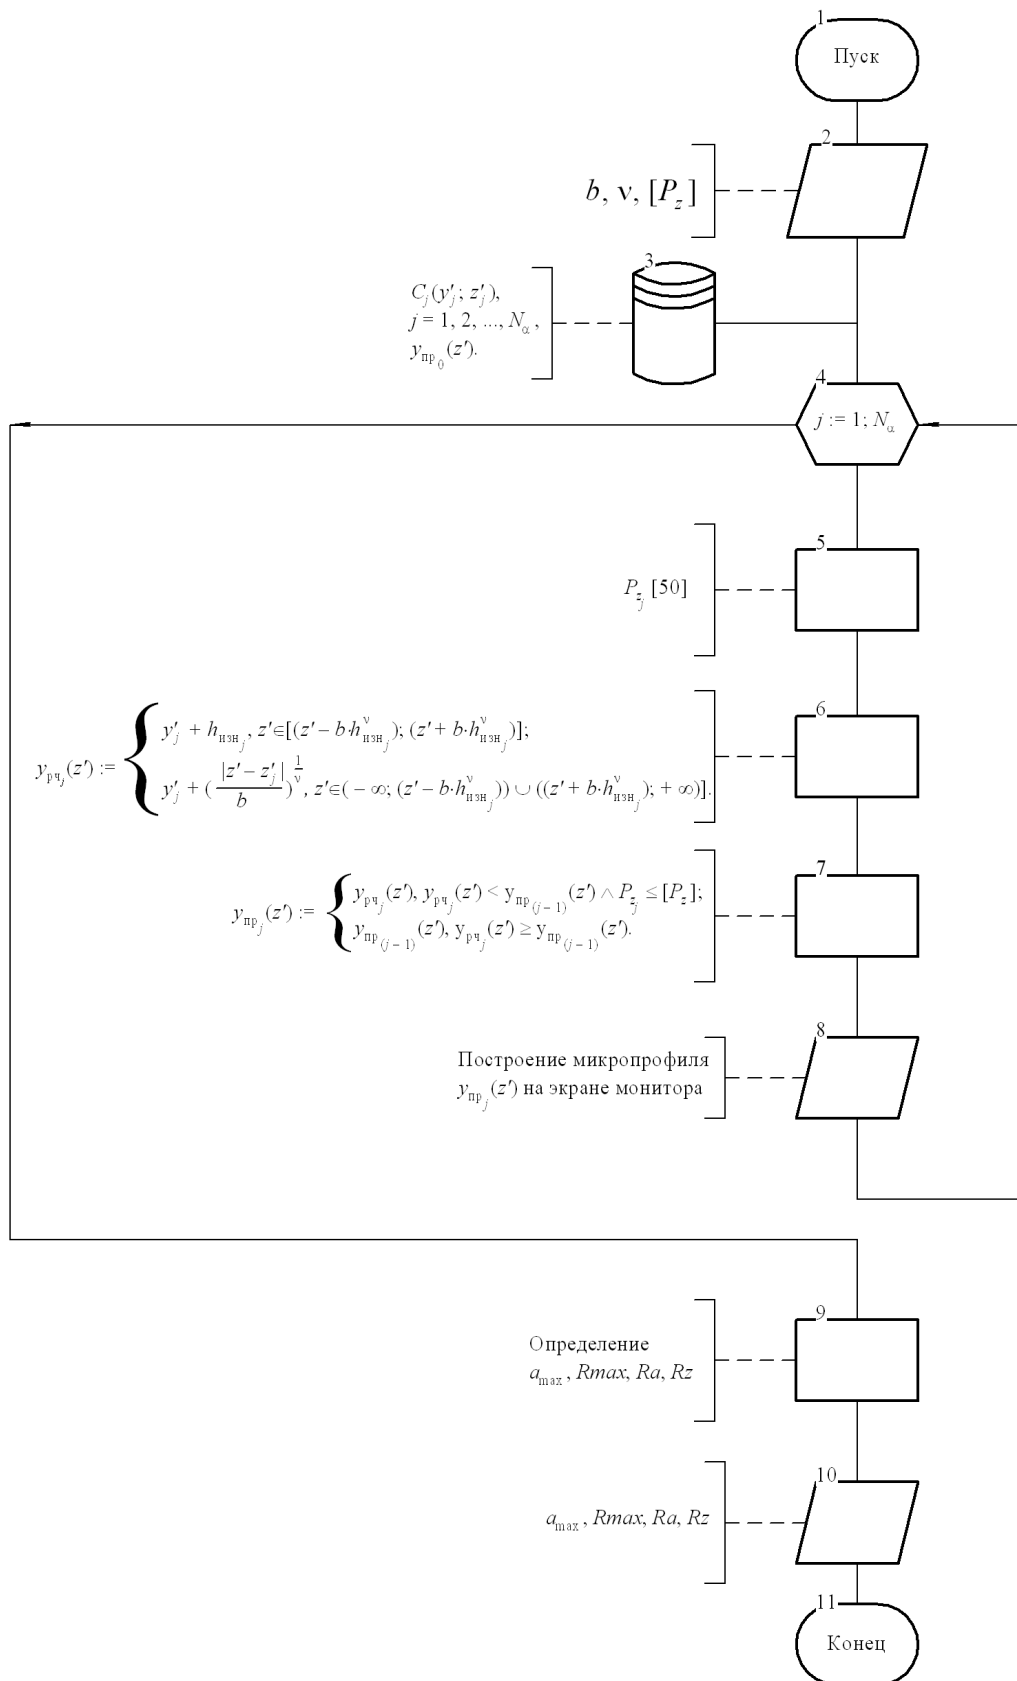 1
Пуск
2
b, ν, [P_z]
3
C_j(y'_j; z'_j),
j = 1, 2, ..., N_α,
y_пр_0(z').
4
j := 1; N_α
5
P_z_j [50]
6
y_рч_j(z') := {
y'_j + h_изн_j, z'∈[(z' − b·h^ν_изн_j); (z' + b·h^ν_изн_j)];
y'_j + (|z' − z'_j| / b)^(1/ν), z'∈(− ∞; (z' − b·h^ν_изн_j)) ∪ ((z' + b·h^ν_изн_j); + ∞)].
7
y_пр_j(z') := {
y_рч_j(z'), y_рч_j(z') < y_пр_(j − 1)(z') ∧ P_z_j ≤ [P_z];
y_пр_(j − 1)(z'), y_рч_j(z') ≥ y_пр_(j − 1)(z').
8
Построение микропрофиля
y_пр_j(z') на экране монитора
9
Определение
a_max, Rmax, Ra, Rz
10
a_max, Rmax, Ra, Rz
11
Конец